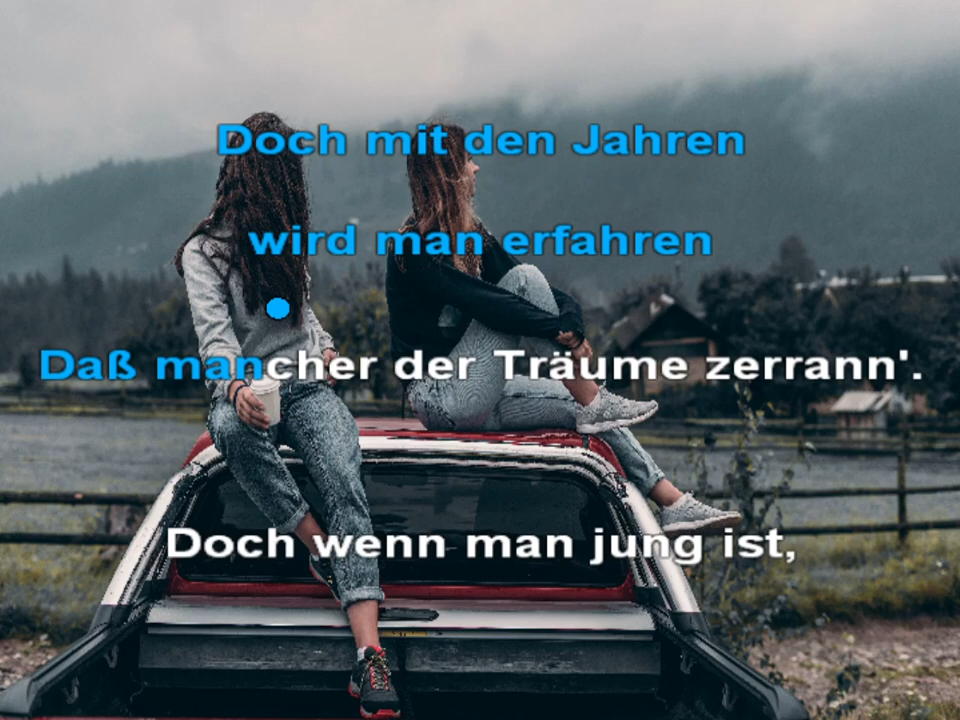 Doch mit den Jahren
wird man erfahren
Daß mancher der Träume zerrann'.
Doch wenn man jung ist,